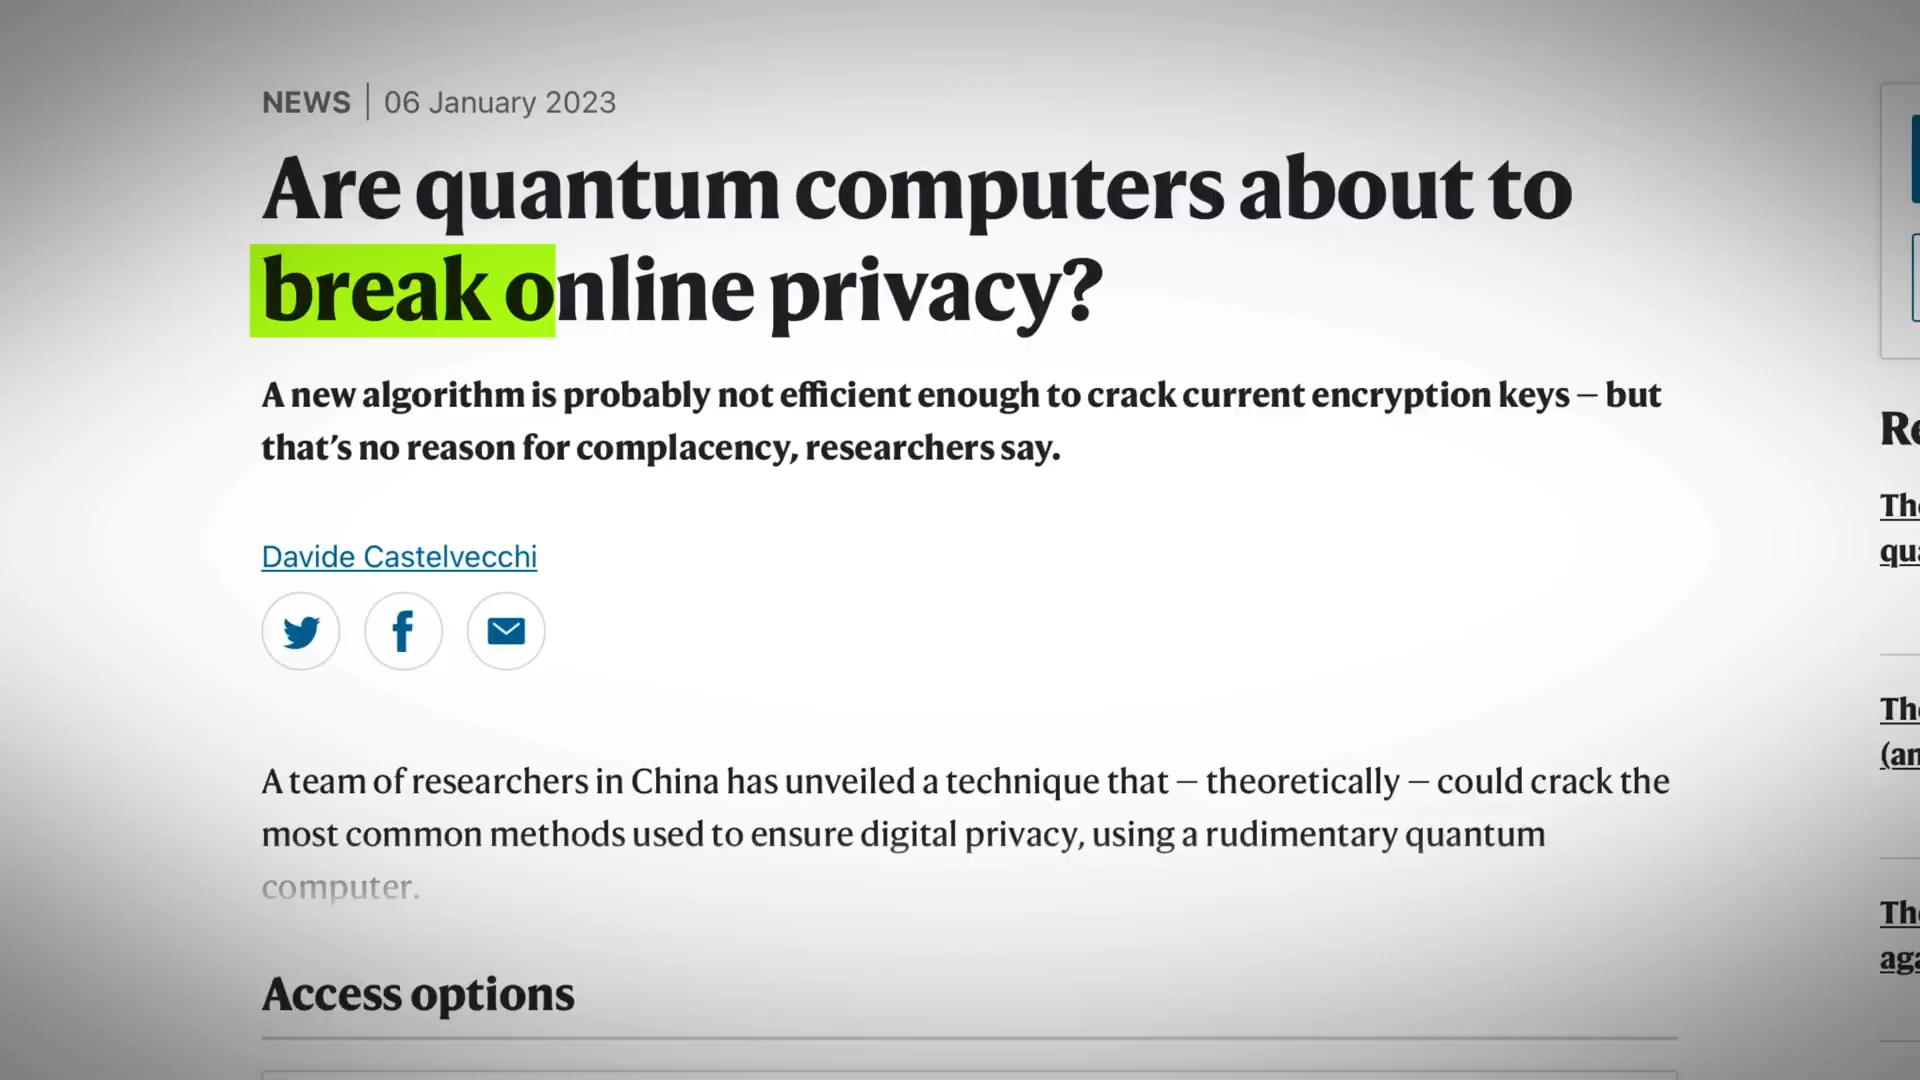 NEWS | 06 January 2023
Are quantum computers about to
break online privacy?
A new algorithm is probably not efficient enough to crack current encryption keys — but
that's no reason for complacency, researchers say.
Davide Castelvecchi
A team of researchers in China has unveiled a technique that — theoretically — could crack the
most common methods used to ensure digital privacy, using a rudimentary quantum
computer.
Access options